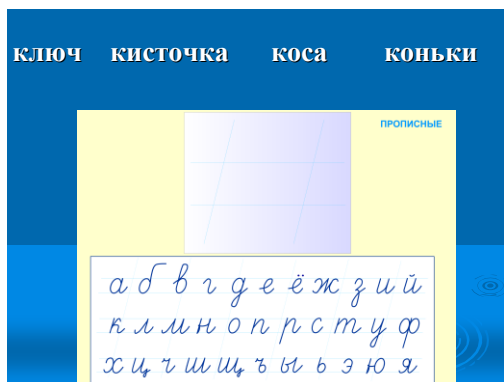 ключ кисточка коса коньки
ПРОПИСНЫЕ
а б в г д е ё ж з и й
к л м н о п р с т у ф
х ц ч ш щ ъ ы ь э ю я